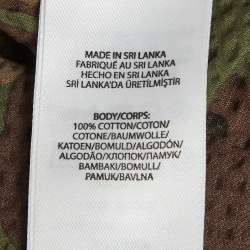 MADE IN SRI LANKA
FABRIQUÉ AU SRI LANKA
HECHO EN SRI LANKA
SRİ LANKA'DA ÜRETİLMİŞTİR
BODY/CORPS:
100% COTTON/COTON/
COTONE/BAUMWOLLE/
KATOEN/BOMULD/ALGODÓN/
ALGODÃO/ХЛОПОК/ПАМУК/
BAMBAKI/BOMULL/
PAMUK/BAVLNA